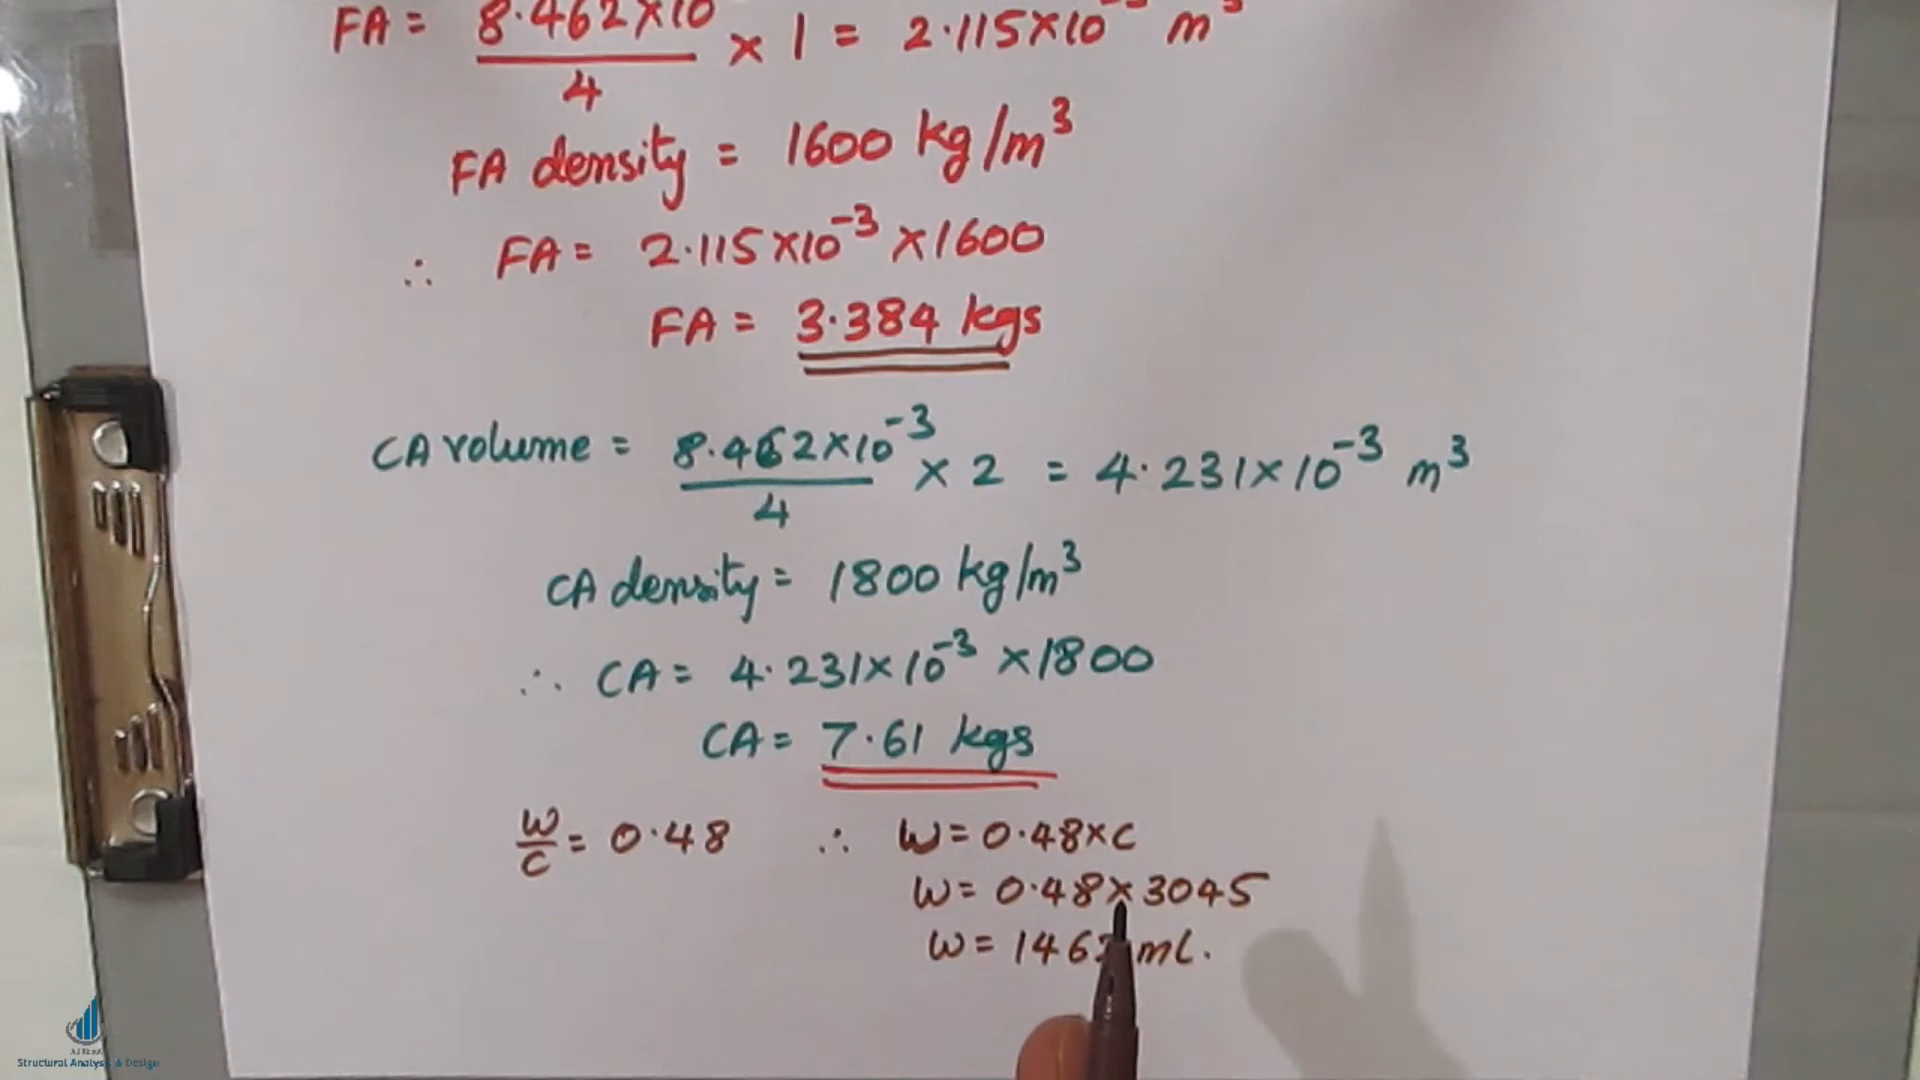 FA = 8.462×10 / 4 × 1 = 2.115×10⁻³ m³
FA density = 1600 kg/m³
∴ FA = 2.115×10⁻³ ×1600
FA = 3.384 kgs
CA volume = 8.462×10⁻³ / 4 × 2 = 4.231×10⁻³ m³
CA density = 1800 kg/m³
∴ CA = 4.231×10⁻³ ×1800
CA = 7.61 kgs
W/C = 0.48 ∴ W = 0.48×C
W = 0.48×3045
W = mL.
Structural Analysis & Design